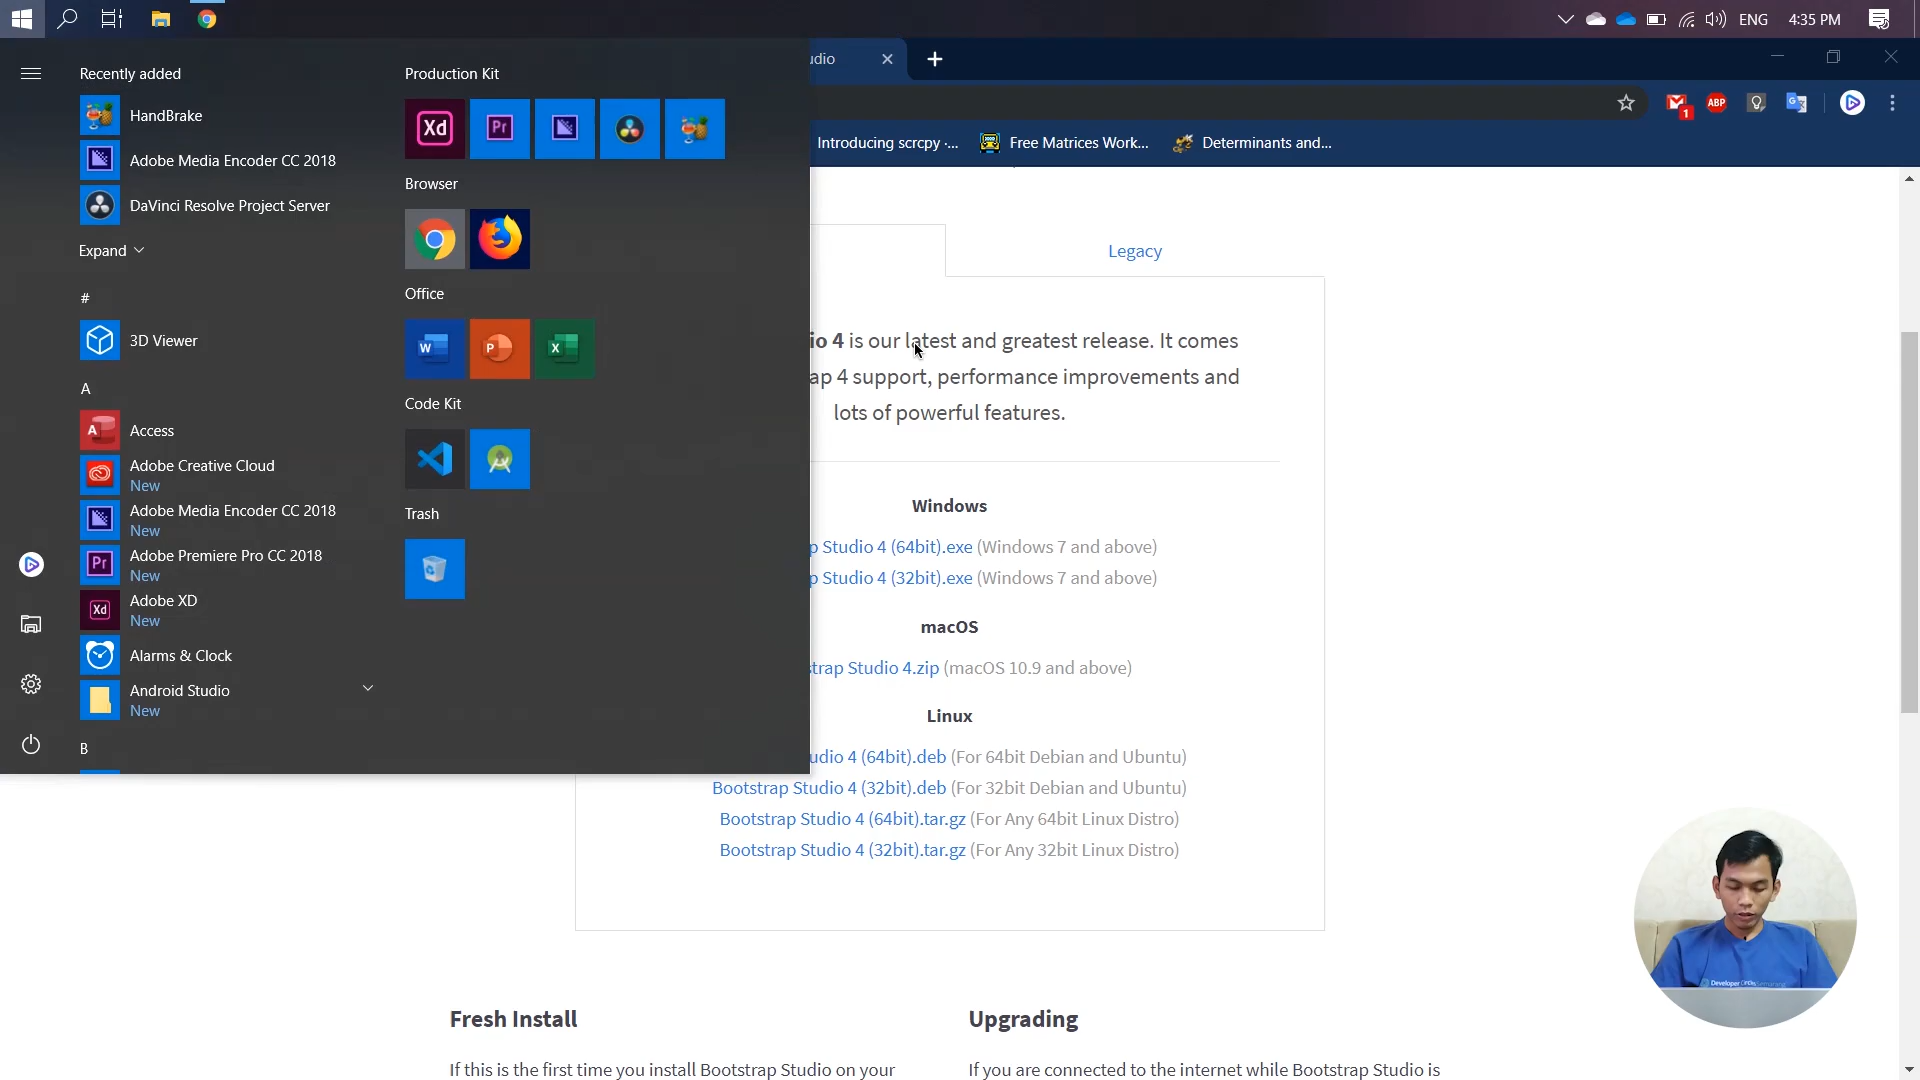 ENG
4:35 PM
udio
1
ABP
Introducing scrcpy -...
Free Matrices Work...
Determinants and...
Recently added
HandBrake
Adobe Media Encoder CC 2018
DaVinci Resolve Project Server
Expand
#
3D Viewer
A
Access
Adobe Creative Cloud
New
Adobe Media Encoder CC 2018
New
Adobe Premiere Pro CC 2018
New
Adobe XD
New
Alarms & Clock
Android Studio
New
B
Production Kit
Xd
Pr
Browser
Office
W
P
X
Code Kit
Trash
Legacy
io 4 is our latest and greatest release. It comes
ap 4 support, performance improvements and
lots of powerful features.
Windows
p Studio 4 (64bit).exe (Windows 7 and above)
p Studio 4 (32bit).exe (Windows 7 and above)
macOS
trap Studio 4.zip (macOS 10.9 and above)
Linux
udio 4 (64bit).deb (For 64bit Debian and Ubuntu)
Bootstrap Studio 4 (32bit).deb (For 32bit Debian and Ubuntu)
Bootstrap Studio 4 (64bit).tar.gz (For Any 64bit Linux Distro)
Bootstrap Studio 4 (32bit).tar.gz (For Any 32bit Linux Distro)
Developer Circles Semarang
Fresh Install
If this is the first time you install Bootstrap Studio on your
Upgrading
If you are connected to the internet while Bootstrap Studio is